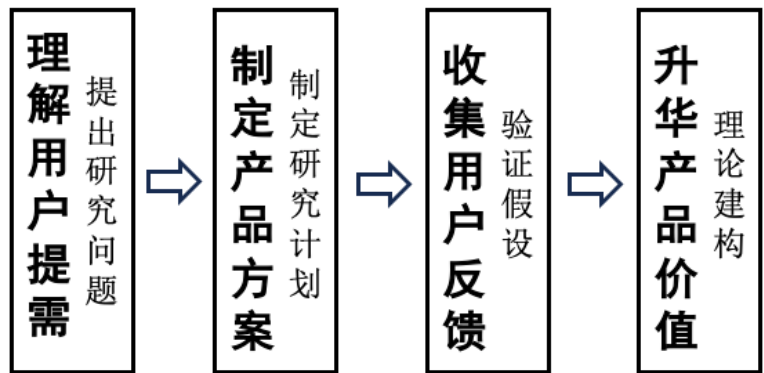 理解用户提需
提出研究问题
制定产品方案
制定研究计划
收集用户反馈
验证假设
升华产品价值
理论建构